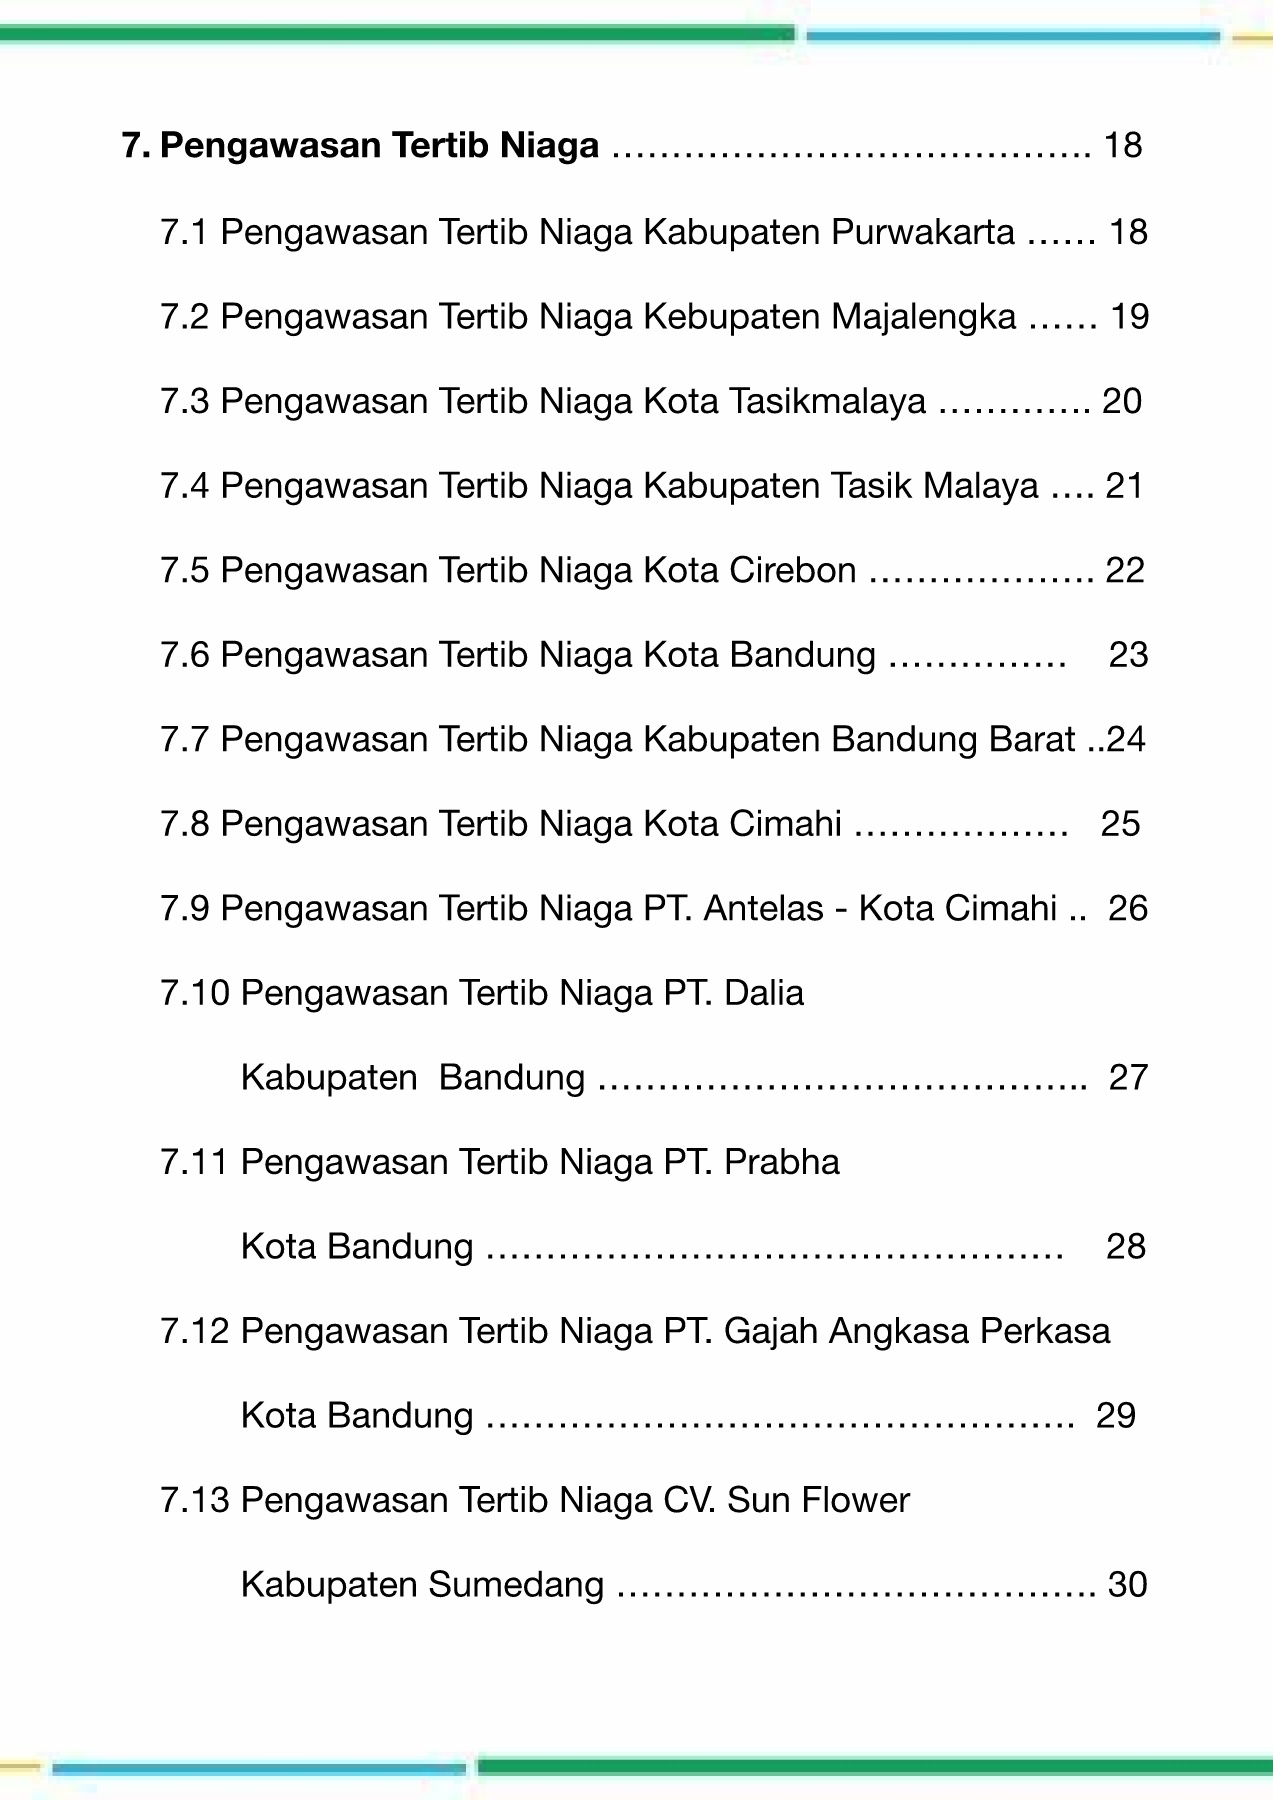 7. Pengawasan Tertib Niaga ........................................ 18
7.1 Pengawasan Tertib Niaga Kabupaten Purwakarta ...... 18
7.2 Pengawasan Tertib Niaga Kebupaten Majalengka ...... 19
7.3 Pengawasan Tertib Niaga Kota Tasikmalaya ............. 20
7.4 Pengawasan Tertib Niaga Kabupaten Tasik Malaya .... 21
7.5 Pengawasan Tertib Niaga Kota Cirebon ................... 22
7.6 Pengawasan Tertib Niaga Kota Bandung ............... 23
7.7 Pengawasan Tertib Niaga Kabupaten Bandung Barat ..24
7.8 Pengawasan Tertib Niaga Kota Cimahi .................. 25
7.9 Pengawasan Tertib Niaga PT. Antelas - Kota Cimahi .. 26
7.10 Pengawasan Tertib Niaga PT. Dalia
Kabupaten Bandung ......................................... 27
7.11 Pengawasan Tertib Niaga PT. Prabha
Kota Bandung ................................................ 28
7.12 Pengawasan Tertib Niaga PT. Gajah Angkasa Perkasa
Kota Bandung ................................................. 29
7.13 Pengawasan Tertib Niaga CV. Sun Flower
Kabupaten Sumedang ........................................ 30